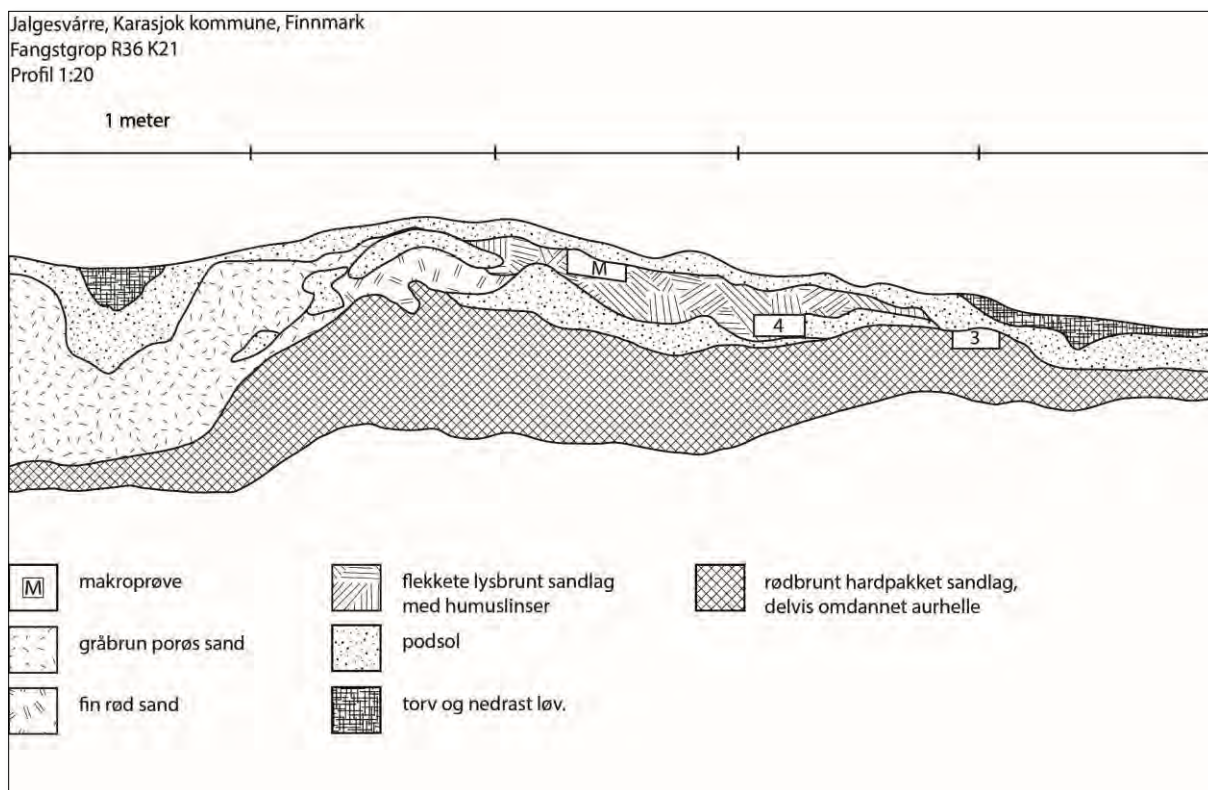 Jalgesvárre, Karasjok kommune, Finnmark
Fangstgrop R36 K21
Profil 1:20
1 meter
M
4
3
M
makroprøve
gråbrun porøs sand
fin rød sand
flekkete lysbrunt sandlag
med humuslinser
podsol
torv og nedrast løv.
rødbrunt hardpakket sandlag,
delvis omdannet aurhelle